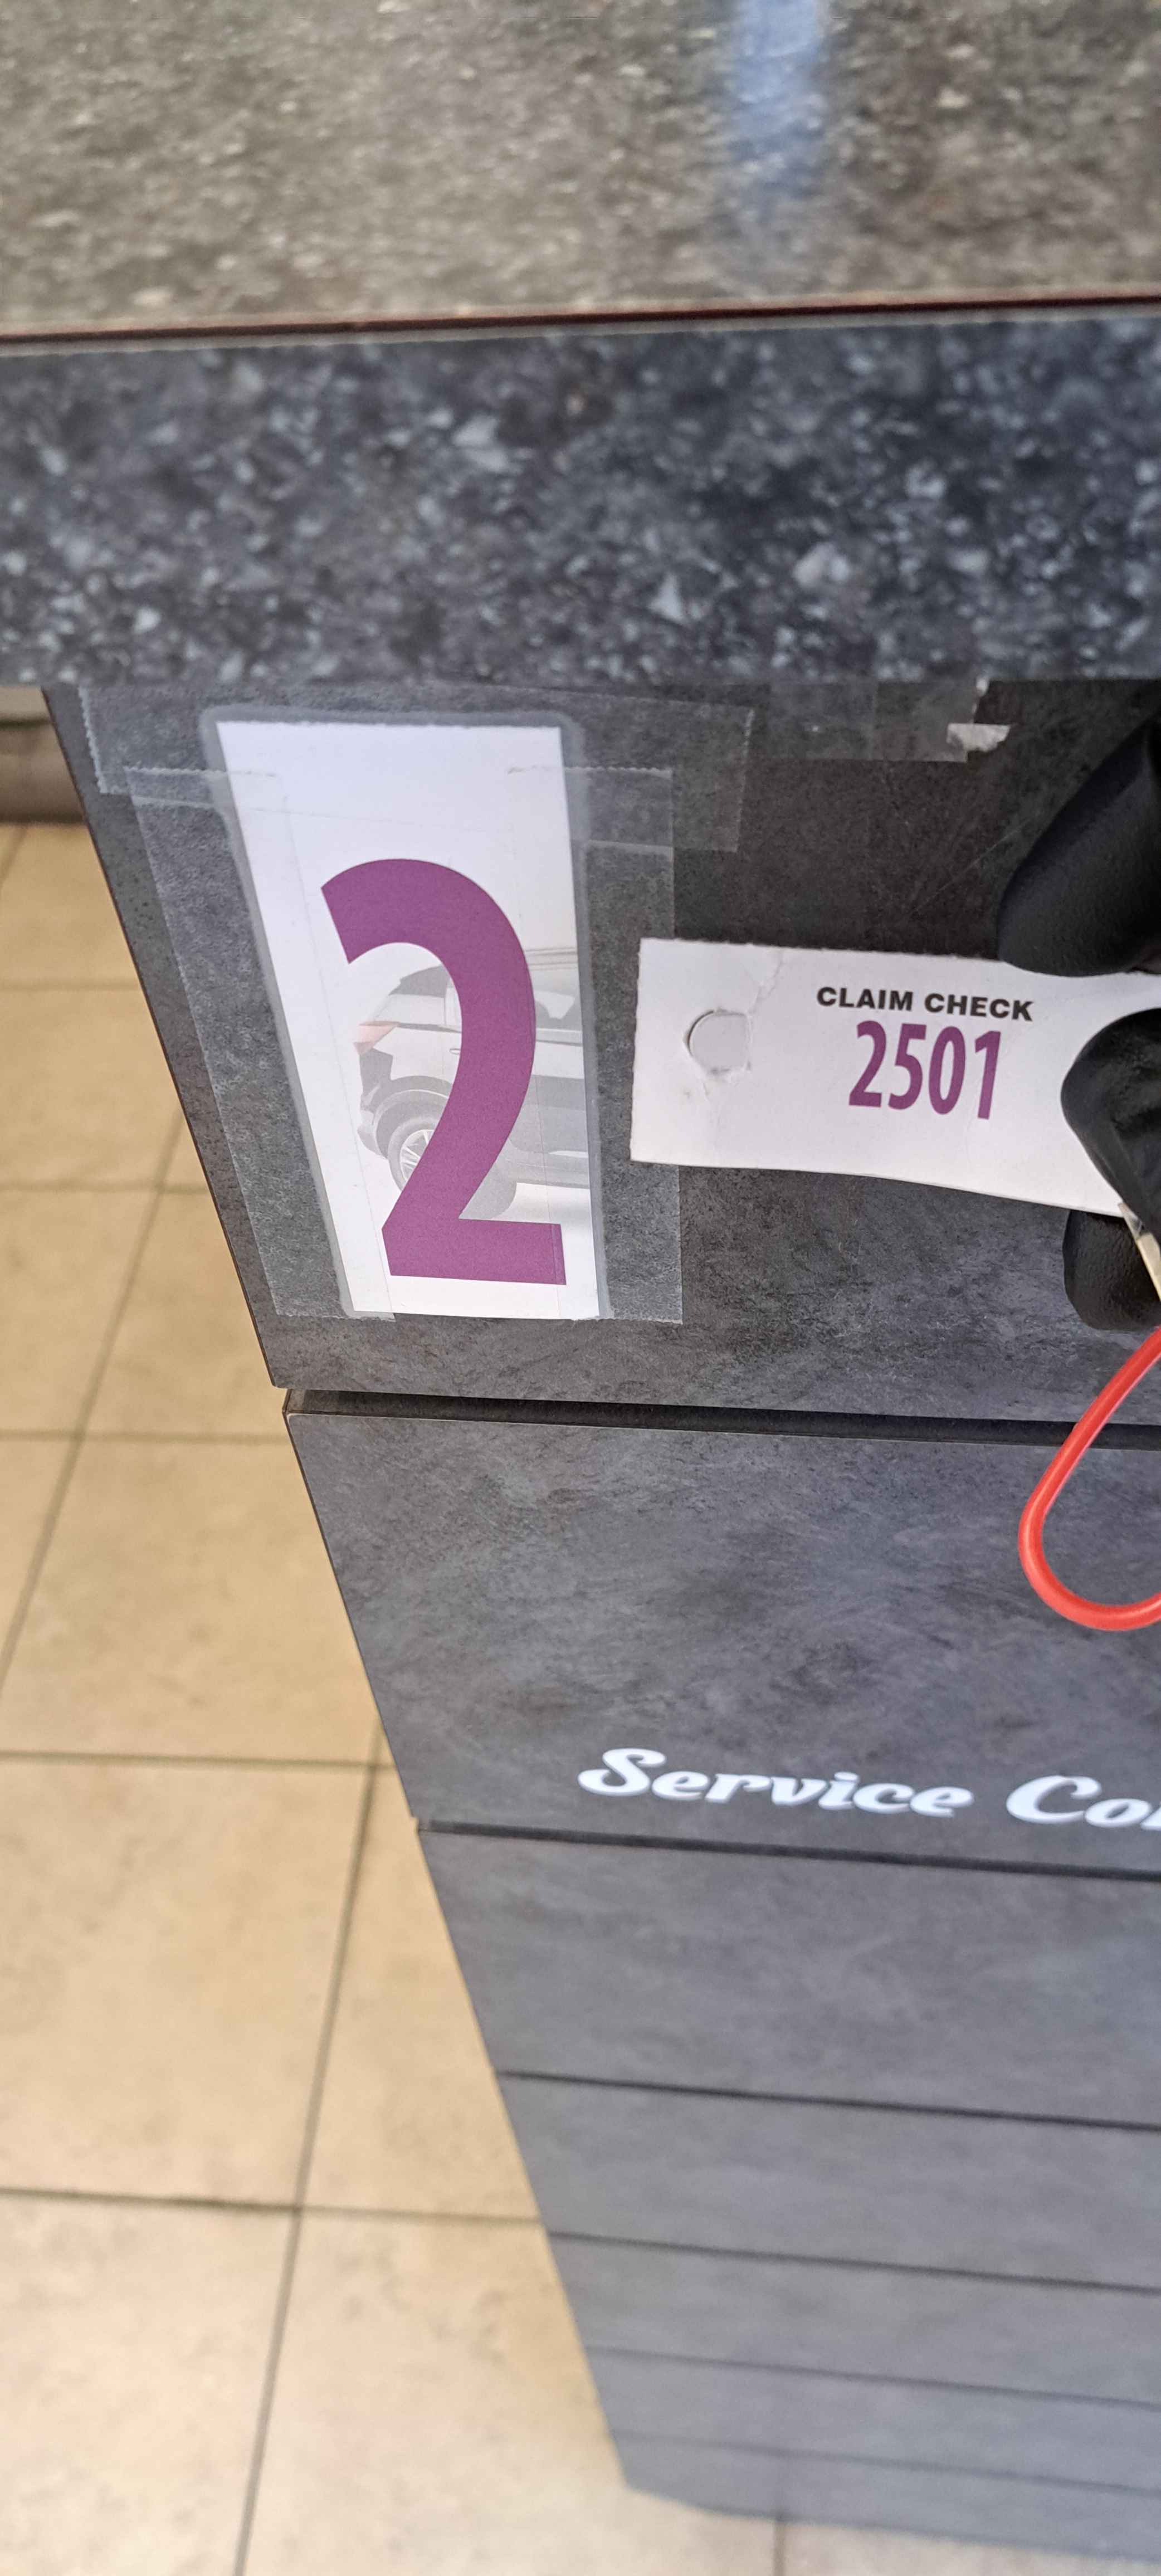 2
CLAIM CHECK
2501
Service